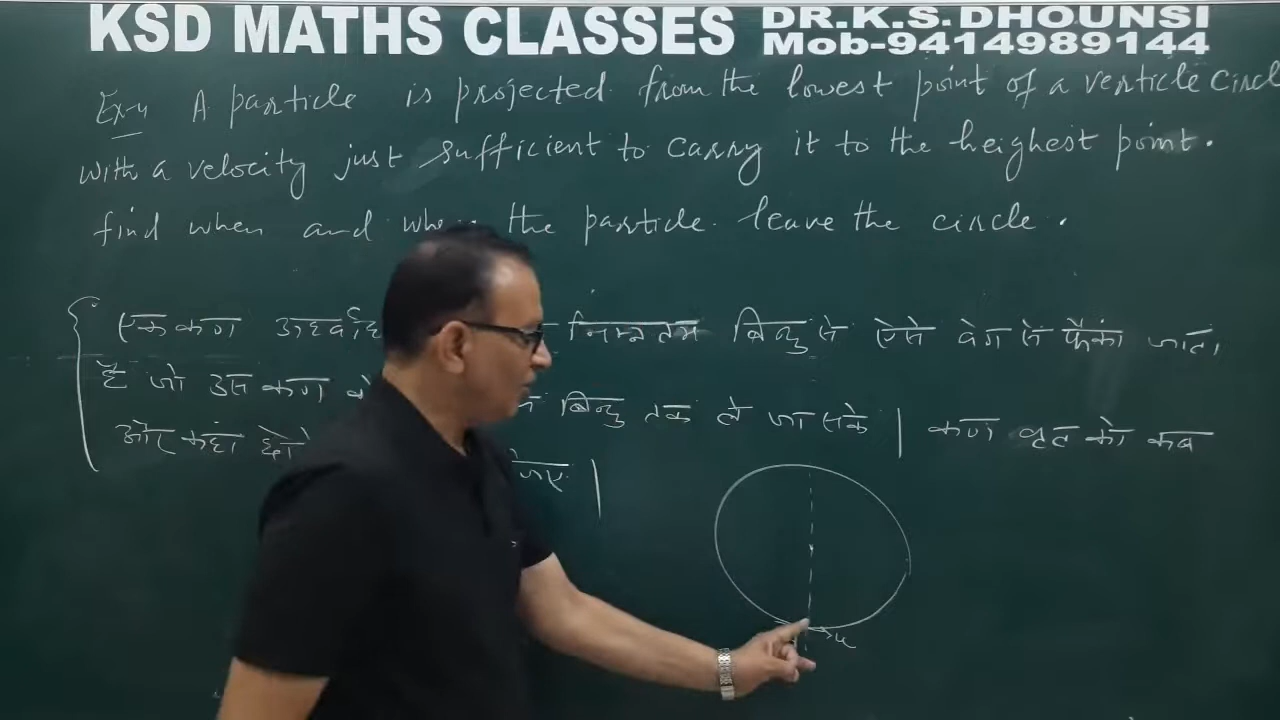 KSD MATHS CLASSES
DR.K.S.DHOUNSI
Mob-9414989144
Ex-4 A particle is projected from the lowest point of a verticle Circl
with a velocity just sufficient to carry it to the heighest point.
find when and the particle leave the circle.
एक कण निम्नतम बिन्दु से ऐसे वेग से फेंका जाता
है जो उस कण बिन्दु तक ले जा सके | कण वृत को कब
और कहां |
u